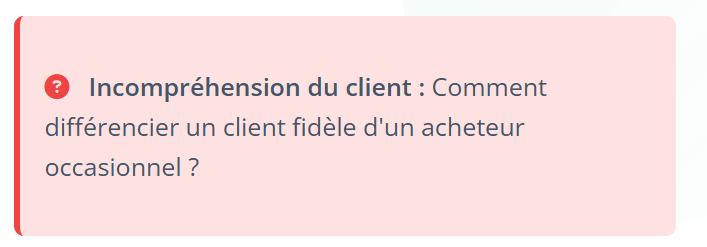 ? Incompréhension du client : Comment
différencier un client fidèle d'un acheteur
occasionnel ?